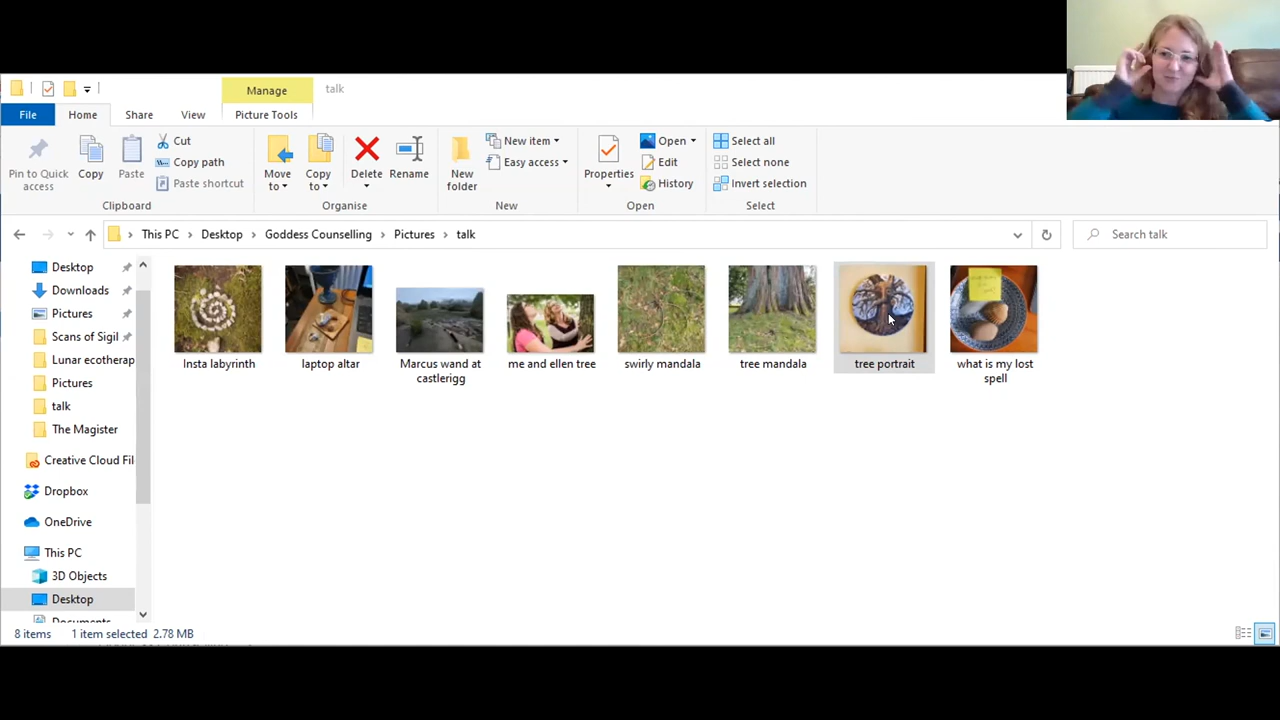 Manage
talk
File
Home
Share
View
Picture Tools
Pin to Quick
access
Copy
Paste
Cut
Copy path
Paste shortcut
Clipboard
Move
to
Copy
to
Delete
Rename
Organise
New
folder
New item
Easy access
New
Properties
Open
Edit
History
Open
Select all
Select none
Invert selection
Select
This PC
Desktop
Goddess Counselling
Pictures
talk
Search talk
Desktop
Downloads
Pictures
Scans of Sigil
Lunar ecotherap
Pictures
talk
The Magister
Creative Cloud Fil
Dropbox
OneDrive
This PC
3D Objects
Desktop
Documents
Insta labyrinth
laptop altar
Marcus wand at
castlerigg
me and ellen tree
swirly mandala
tree mandala
tree portrait
what is my lost
spell
8 items
1 item selected 2.78 MB